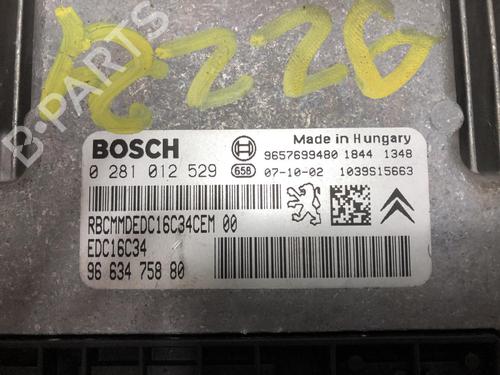 B-PARTS
BOSCH
Made in Hungary
9657699480 1844 1348
0 281 012 529
658
07-10-02 1039S15663
RBCMMDEDC16C34CEM 00
EDC16C34
96 634 758 80